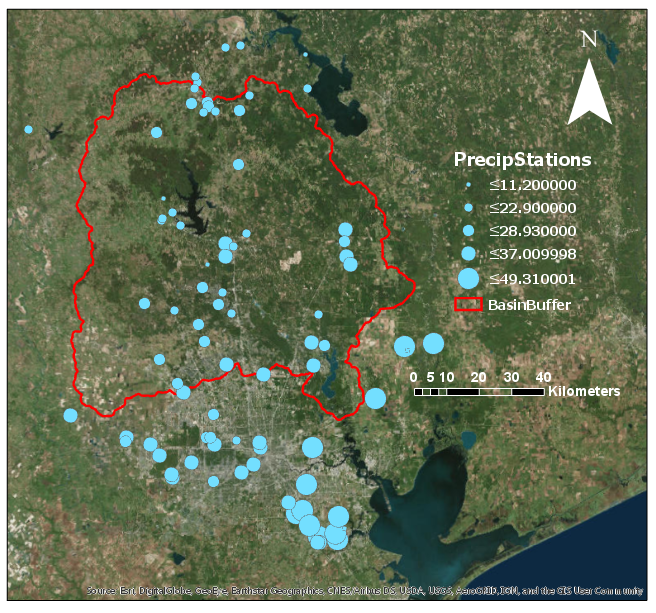 N
PrecipStations
≤11.200000
≤22.900000
≤28.930000
≤37.009998
≤49.310001
BasinBuffer
0 5 10 20 30 40
Kilometers
Source: Esri, DigitalGlobe, GeoEye, Earthstar Geographics, CNES/Airbus DS, USDA, USGS, AeroGRID, IGN, and the GIS User Community